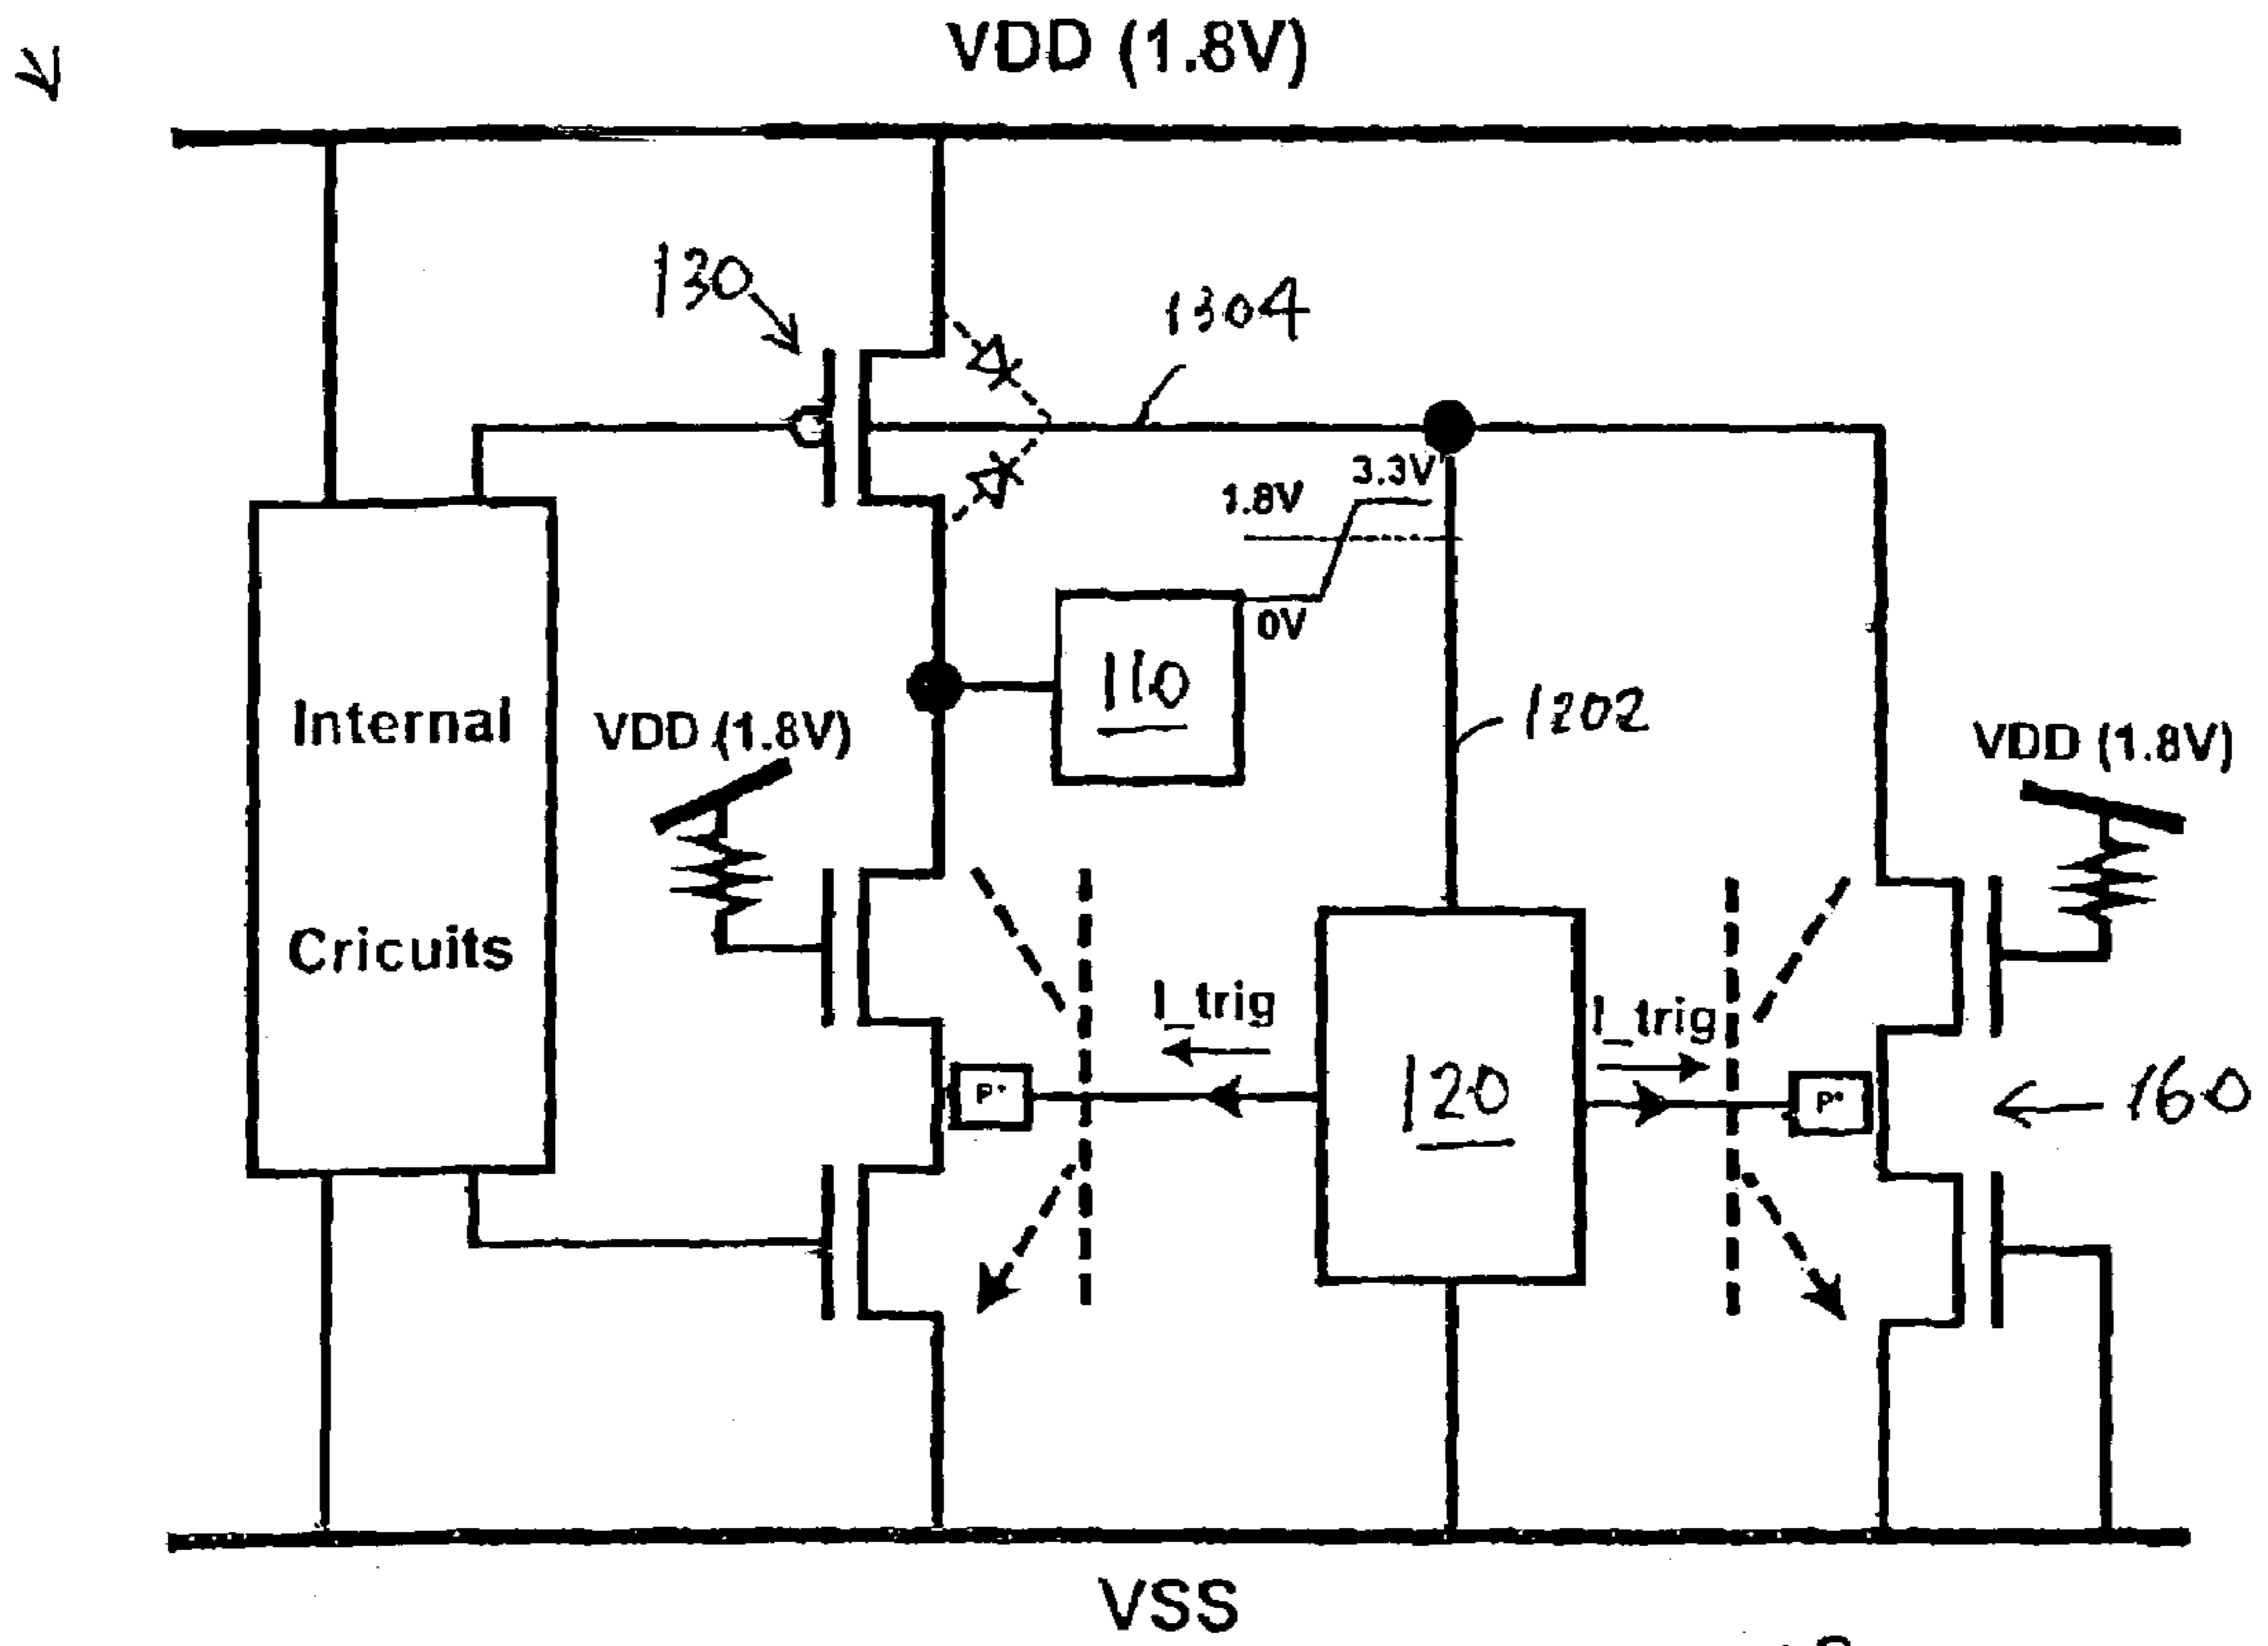 VDD (1.8V)
130
1304
3.3V
1.8V
0V
110
Internal
Cricuits
VDD (1.8V)
1202
VDD (1.8V)
I_trig
I_trig
P+
120
P+
160
VSS